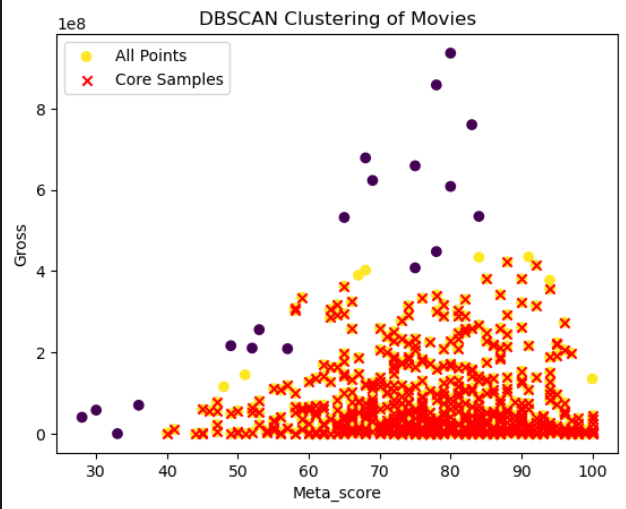 DBSCAN Clustering of Movies
1e8
All Points
Core Samples
8
6
4
2
0
Gross
30 40 50 60 70 80 90 100
Meta_score